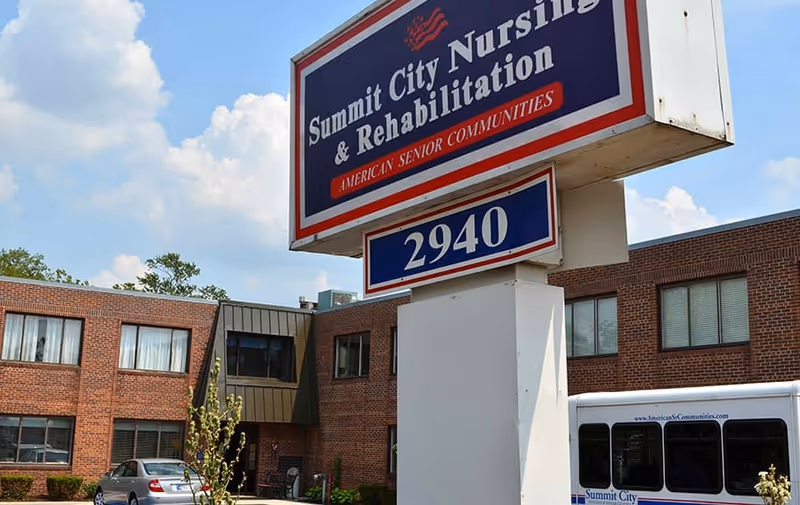 Summit City Nursing
& Rehabilitation
AMERICAN SENIOR COMMUNITIES
2940
www.AmericanSrCommunities.com
Summit City